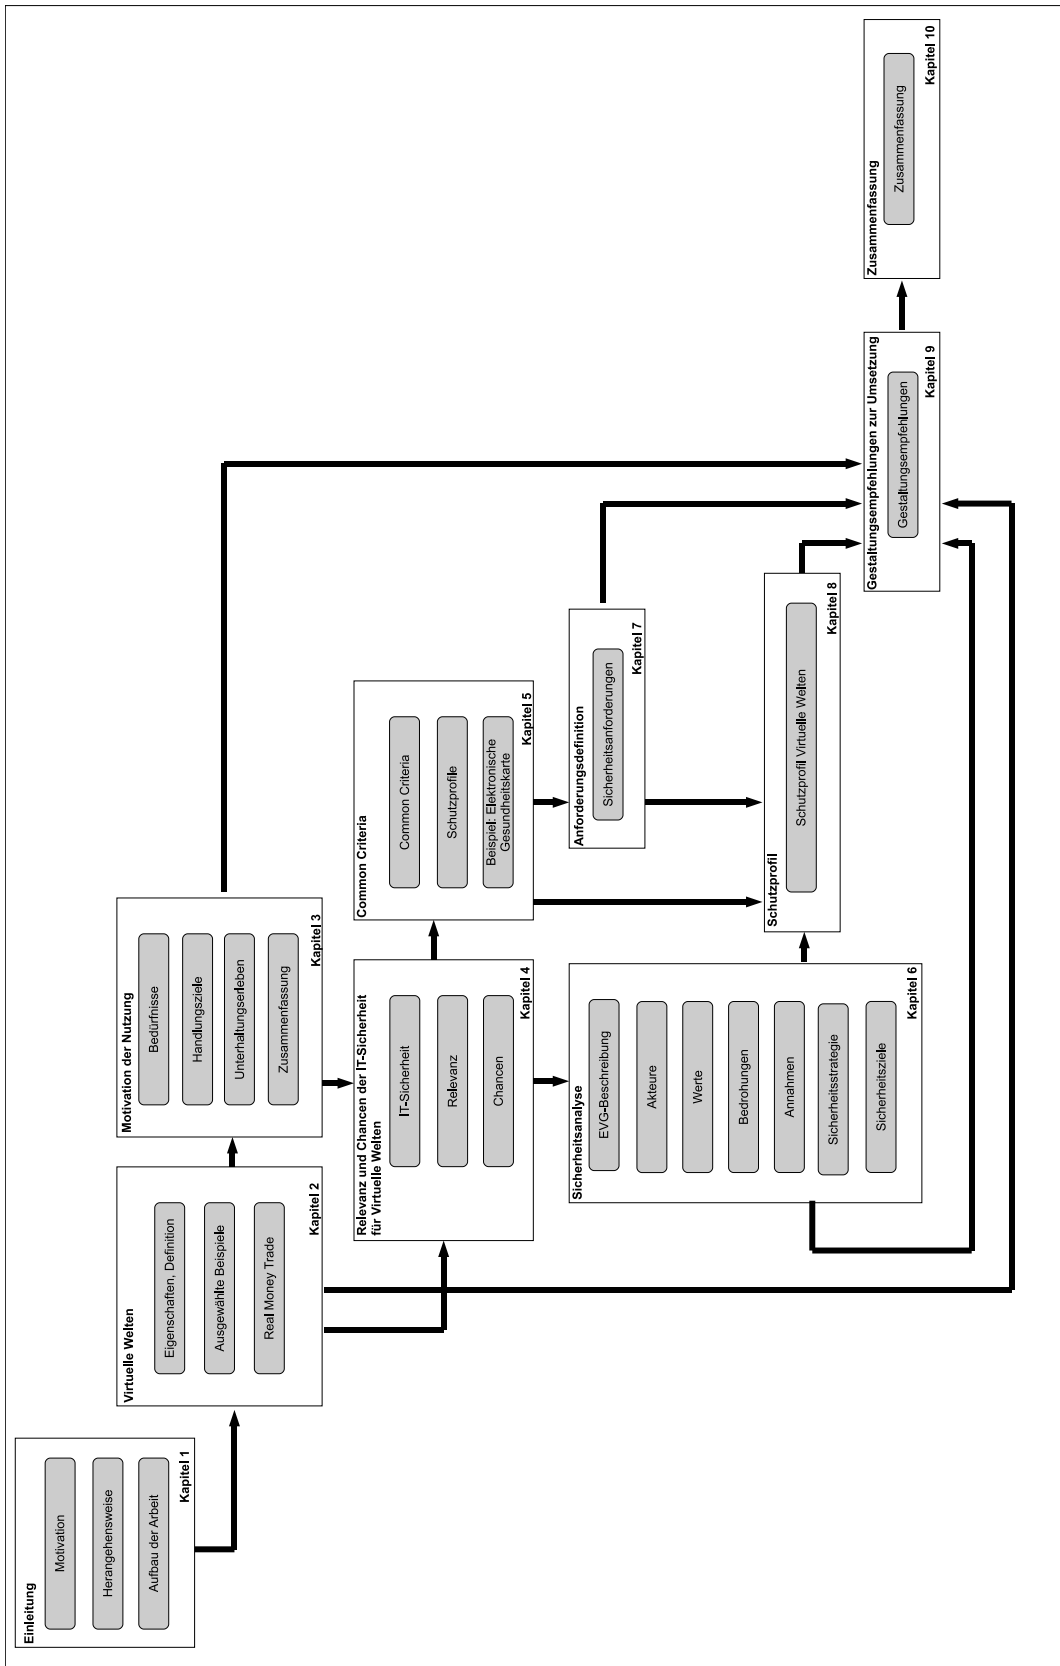 Einleitung
Motivation
Herangehensweise
Aufbau der Arbeit
Kapitel 1
Virtuelle Welten
Eigenschaften, Definition
Ausgewählte Beispiele
Real Money Trade
Kapitel 2
Motivation der Nutzung
Bedürfnisse
Handlungsziele
Unterhaltungserleben
Zusammenfassung
Kapitel 3
Relevanz und Chancen der IT-Sicherheit
für Virtuelle Welten
IT-Sicherheit
Relevanz
Chancen
Kapitel 4
Common Criteria
Common Criteria
Schutzprofile
Beispiel: Elektronische
Gesundheitskarte
Kapitel 5
Sicherheitsanalyse
EVG-Beschreibung
Akteure
Werte
Bedrohungen
Annahmen
Sicherheitsstrategie
Sicherheitsziele
Kapitel 6
Anforderungsdefinition
Sicherheitsanforderungen
Kapitel 7
Schutzprofil
Schutzprofil Virtuelle Welten
Kapitel 8
Gestaltungsempfehlungen zur Umsetzung
Gestaltungsempfehlungen
Kapitel 9
Zusammenfassung
Zusammenfassung
Kapitel 10